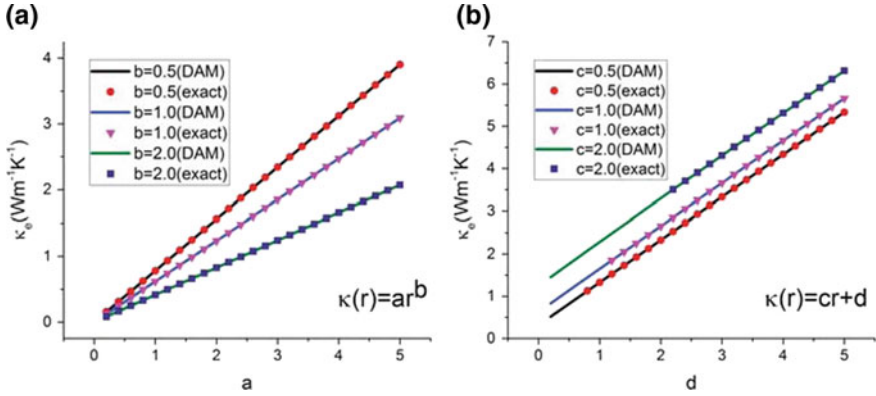 (a)
b=0.5(DAM)
b=0.5(exact)
b=1.0(DAM)
b=1.0(exact)
b=2.0(DAM)
b=2.0(exact)
κe(Wm⁻¹K⁻¹)
4
3
2
1
0
κ(r)=ar^b
0 1 2 3 4 5
a
(b)
c=0.5(DAM)
c=0.5(exact)
c=1.0(DAM)
c=1.0(exact)
c=2.0(DAM)
c=2.0(exact)
κe(Wm⁻¹K⁻¹)
7
6
5
4
3
2
1
0
κ(r)=cr+d
0 1 2 3 4 5
d